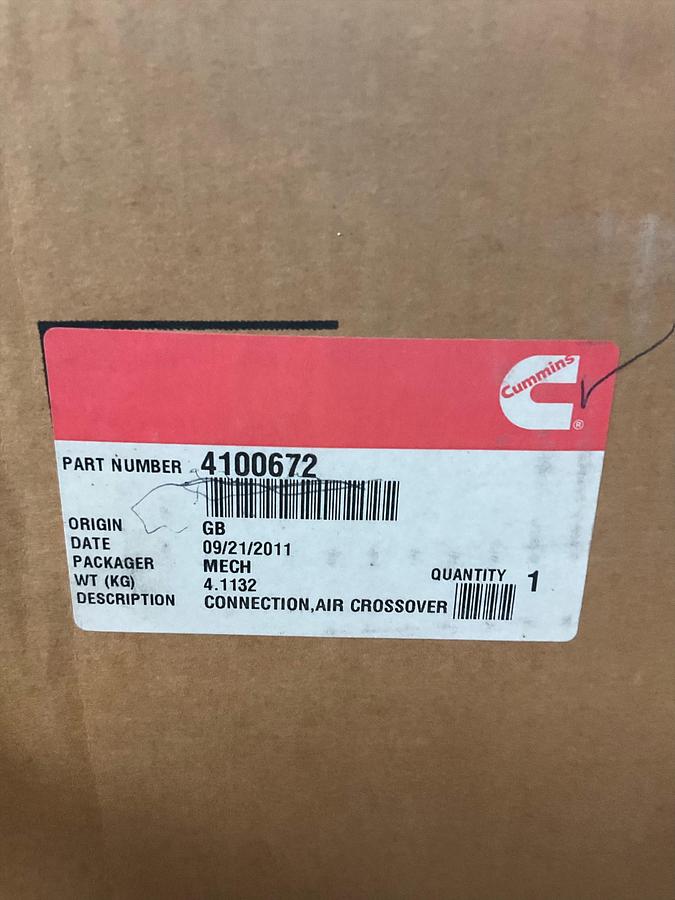 Cummins
®
PART NUMBER 4100672
ORIGIN GB
DATE 09/21/2011
PACKAGER MECH
WT (KG) 4.1132
QUANTITY 1
DESCRIPTION CONNECTION,AIR CROSSOVER